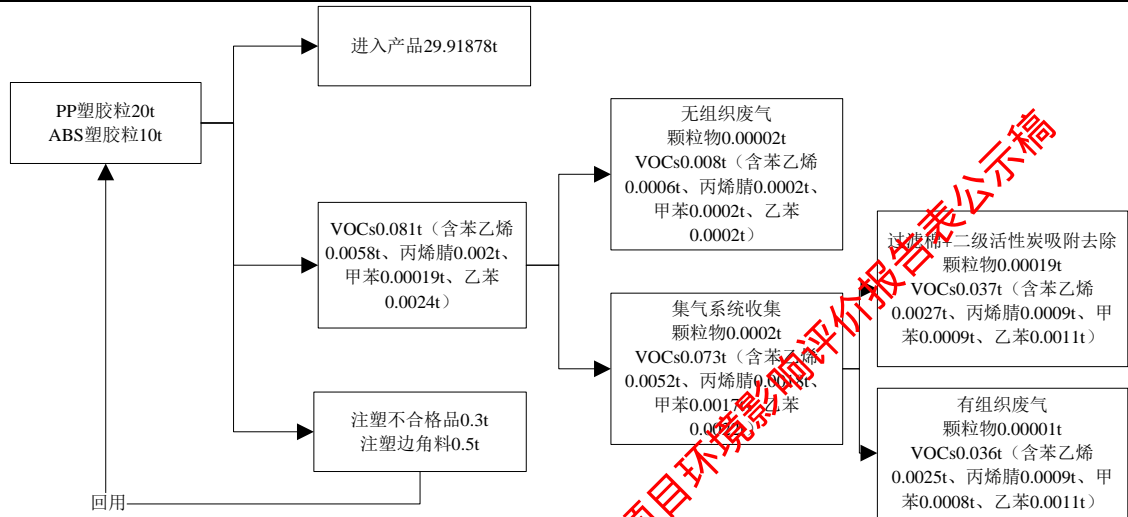 进入产品29.91878t
PP塑胶粒20t
ABS塑胶粒10t
无组织废气
颗粒物0.00002t
VOCs0.008t（含苯乙烯
0.0006t、丙烯腈0.0002t、
甲苯0.0002t、乙苯
0.0002t）
VOCs0.081t（含苯乙烯
0.0058t、丙烯腈0.002t、
甲苯0.00019t、乙苯
0.0024t）
过滤棉+二级活性炭吸附去除
颗粒物0.00019t
VOCs0.037t（含苯乙烯
0.0027t、丙烯腈0.0009t、甲
苯0.0009t、乙苯0.0011t）
集气系统收集
颗粒物0.0002t
VOCs0.073t（含苯乙烯
0.0052t、丙烯腈0.0018t、
甲苯0.0017 乙苯
注塑不合格品0.3t
注塑边角料0.5t
有组织废气
颗粒物0.00001t
VOCs0.036t（含苯乙烯
0.0025t、丙烯腈0.0009t、甲
苯0.0008t、乙苯0.0011t）
回用
项目环境影响评价报告表公示稿